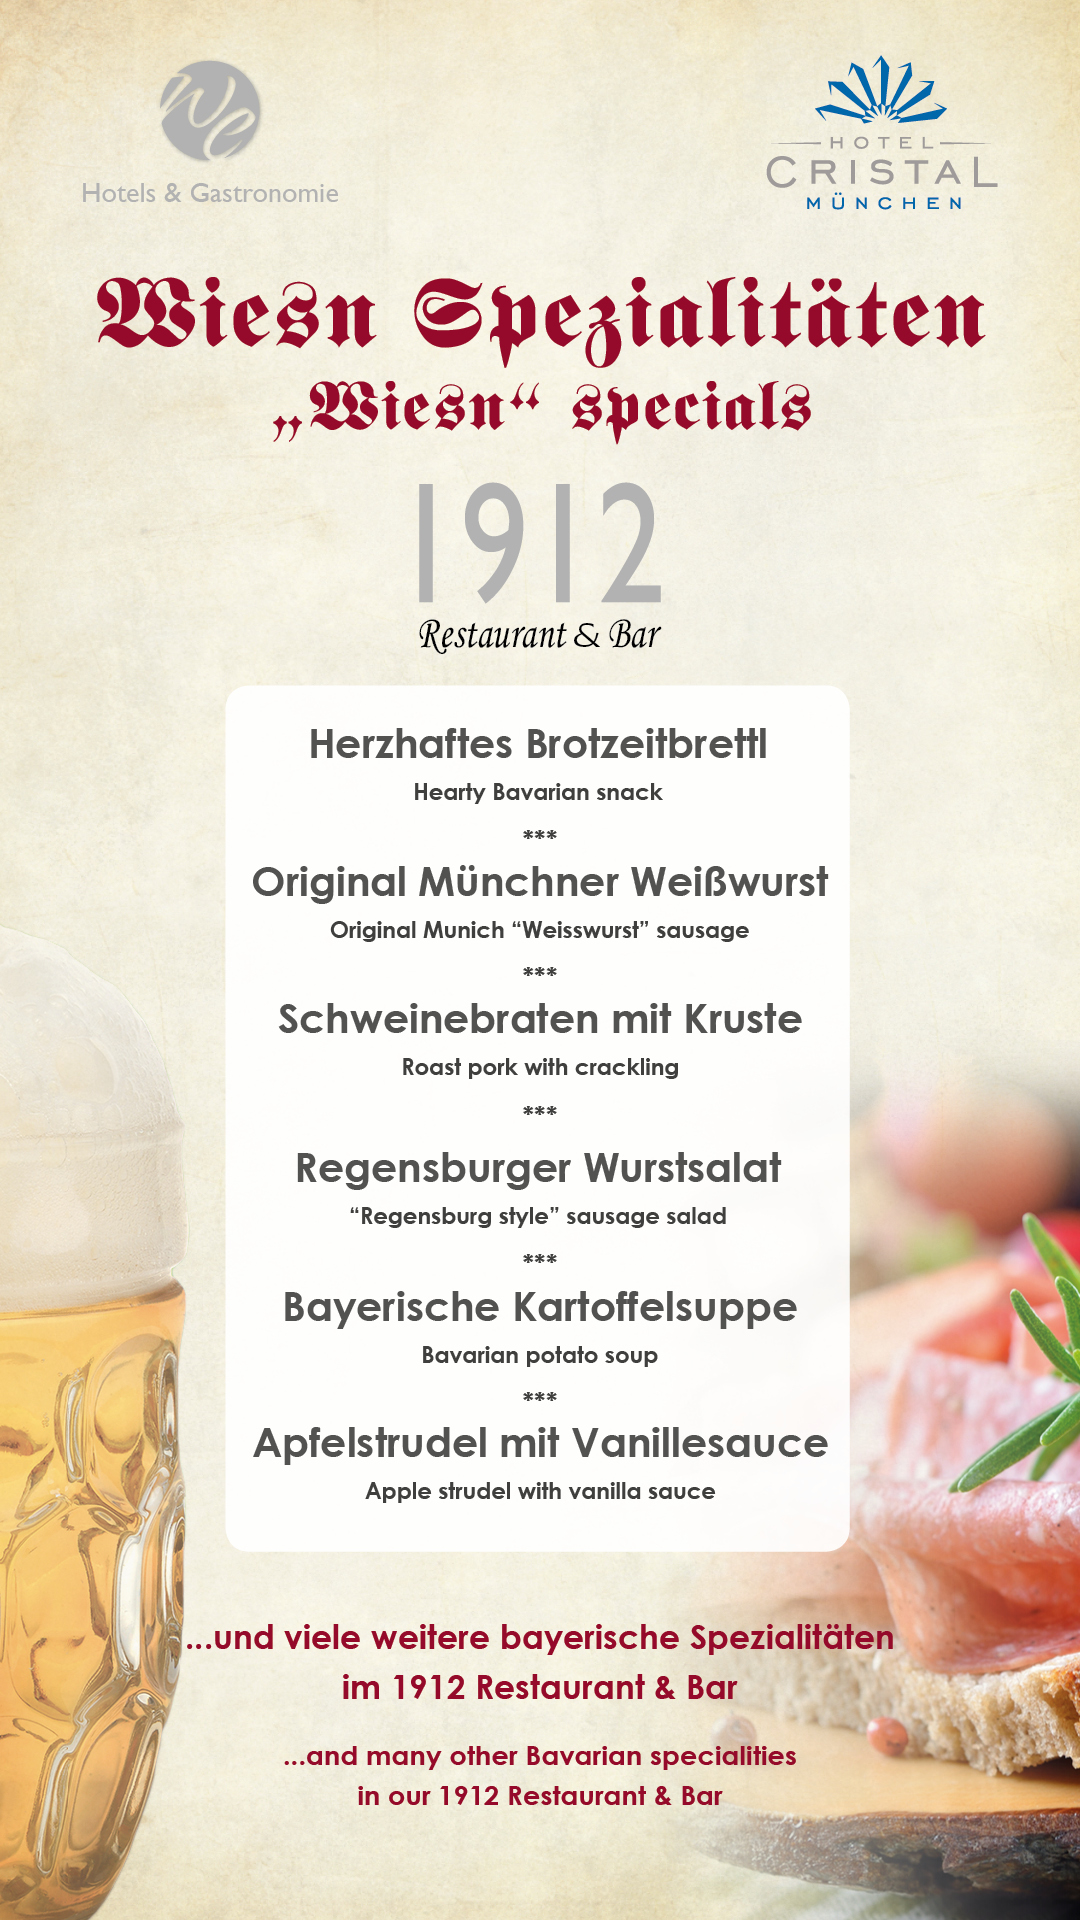 WE
Hotels & Gastronomie
HOTEL
CRISTAL
MÜNCHEN
Wiesn Spezialitäten
„Wiesn“ specials
1912
Restaurant & Bar
Herzhaftes Brotzeitbrettl
Hearty Bavarian snack
***
Original Münchner Weißwurst
Original Munich “Weisswurst” sausage
***
Schweinebraten mit Kruste
Roast pork with crackling
***
Regensburger Wurstsalat
“Regensburg style” sausage salad
***
Bayerische Kartoffelsuppe
Bavarian potato soup
***
Apfelstrudel mit Vanillesauce
Apple strudel with vanilla sauce
...und viele weitere bayerische Spezialitäten
im 1912 Restaurant & Bar
...and many other Bavarian specialities
in our 1912 Restaurant & Bar